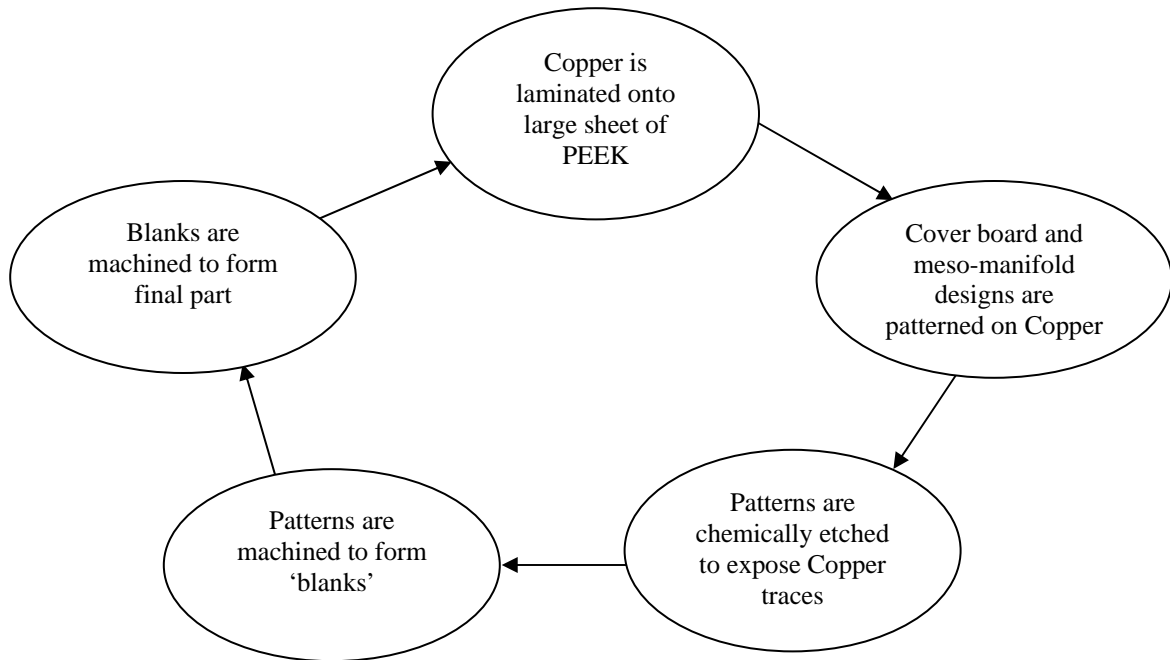 Copper is
laminated onto
large sheet of
PEEK
Cover board and
meso-manifold
designs are
patterned on Copper
Patterns are
chemically etched
to expose Copper
traces
Patterns are
machined to form
‘blanks’
Blanks are
machined to form
final part